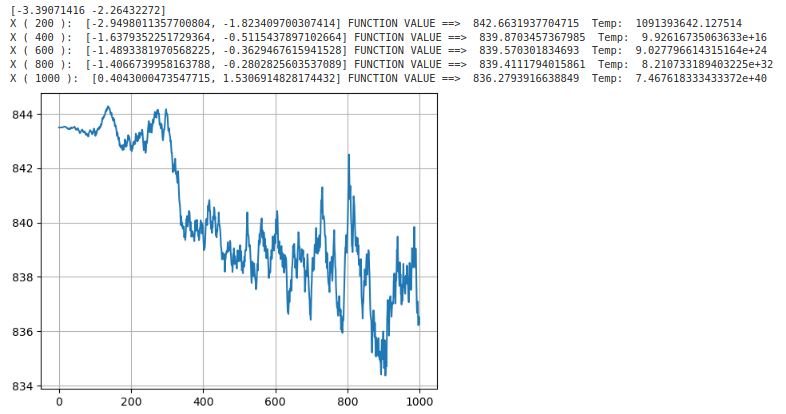 [-3.39071416 -2.26432272]
X ( 200 ):  [-2.9498011357700804, -1.823409700307414] FUNCTION VALUE ==>  842.6631937704715  Temp:  1091393642.127514
X ( 400 ):  [-1.6379352251729364, -0.5115437897102664] FUNCTION VALUE ==>  839.8703457367985  Temp:  9.92616735063633e+16
X ( 600 ):  [-1.4893381970568225, -0.3629467615941528] FUNCTION VALUE ==>  839.570301834693  Temp:  9.027796614315164e+24
X ( 800 ):  [-1.4066739958163788, -0.2802825603537089] FUNCTION VALUE ==>  839.4111794015861  Temp:  8.210733189403225e+32
X ( 1000 ):  [0.4043000473547715, 1.5306914828174432] FUNCTION VALUE ==>  836.2793916638849  Temp:  7.467618333433372e+40
844
842
840
838
836
834
0 200 400 600 800 1000